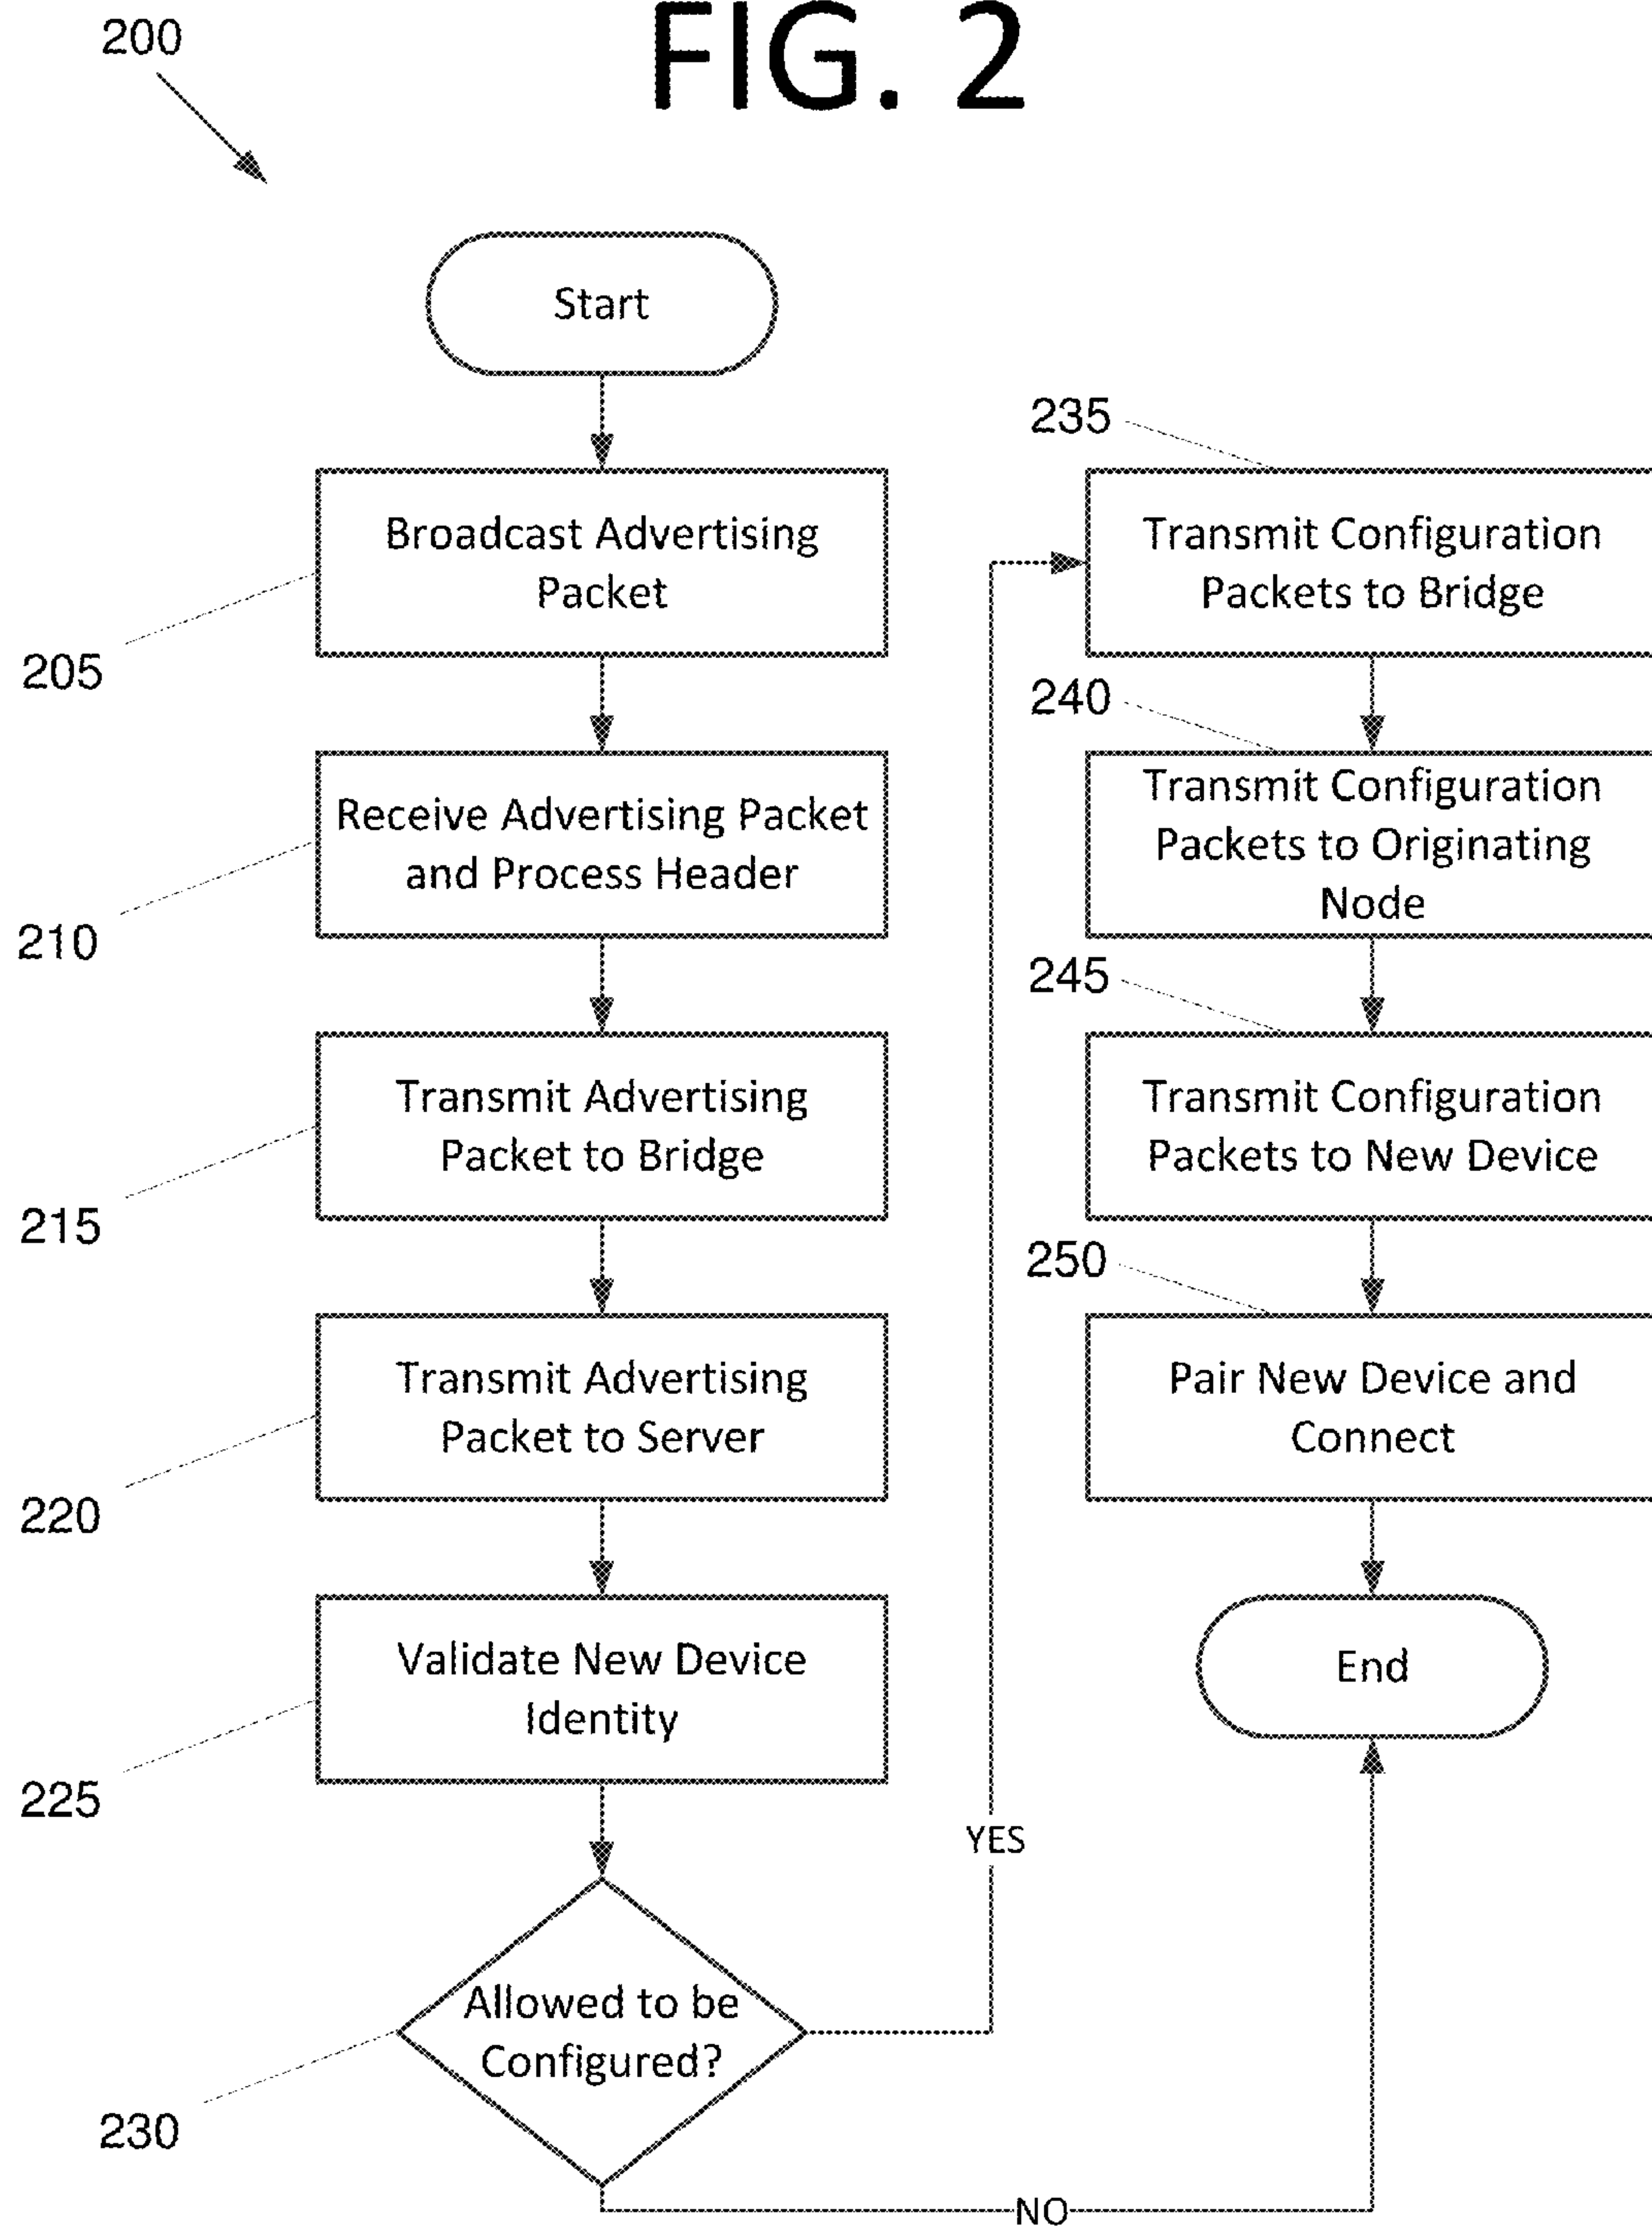 FIG. 2
200
Start
205
Broadcast Advertising
Packet
210
Receive Advertising Packet
and Process Header
215
Transmit Advertising
Packet to Bridge
220
Transmit Advertising
Packet to Server
225
Validate New Device
Identity
230
Allowed to be
Configured?
YES
NO
235
Transmit Configuration
Packets to Bridge
240
Transmit Configuration
Packets to Originating
Node
245
Transmit Configuration
Packets to New Device
250
Pair New Device and
Connect
End